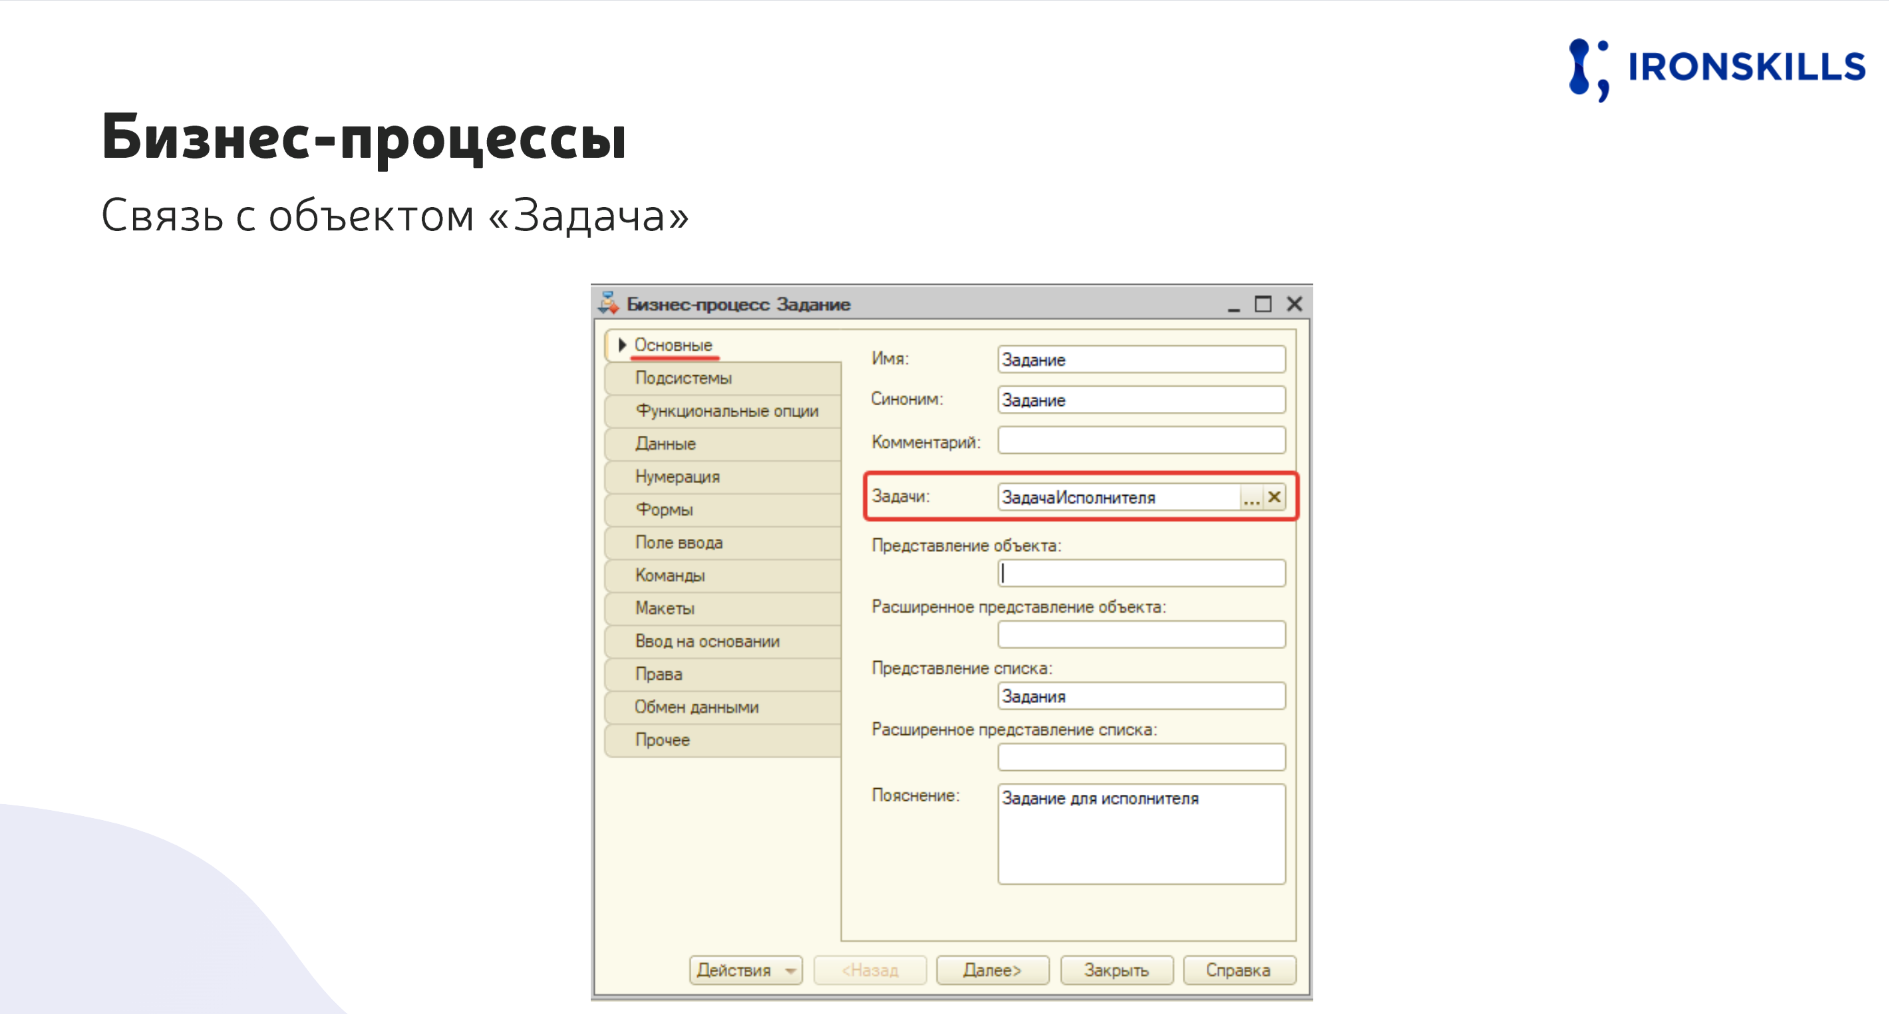 IRONSKILLS
Бизнес-процессы
Связь с объектом «Задача»
Бизнес-процесс Задание
Основные
Подсистемы
Функциональные опции
Данные
Нумерация
Формы
Поле ввода
Команды
Макеты
Ввод на основании
Права
Обмен данными
Прочее
Имя: Задание
Синоним: Задание
Комментарий:
Задачи: ЗадачаИсполнителя ...
Представление объекта:
Расширенное представление объекта:
Представление списка:
Задания
Расширенное представление списка:
Пояснение: Задание для исполнителя
Действия <Назад Далее> Закрыть Справка